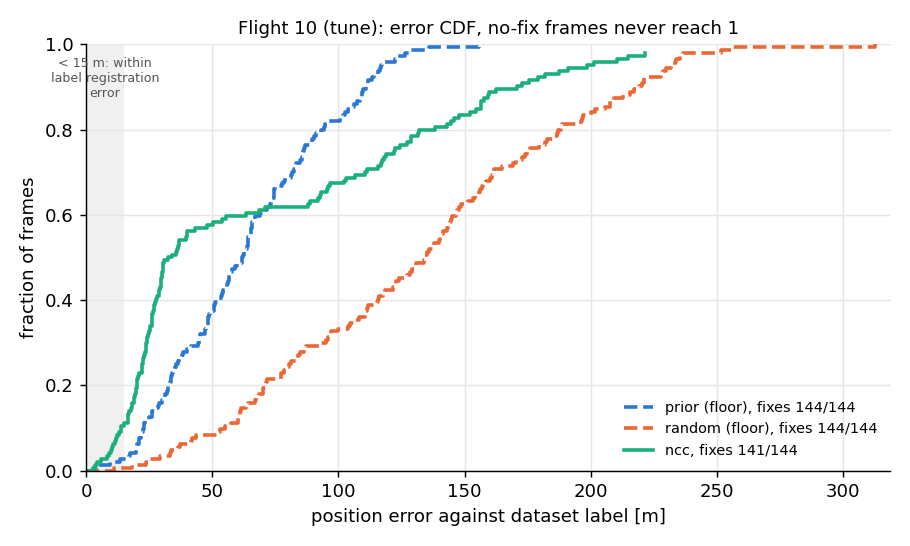 Flight 10 (tune): error CDF, no-fix frames never reach 1
1.0
0.8
0.6
0.4
0.2
0.0
fraction of frames
< 15 m: within
label registration
error
prior (floor), fixes 144/144
random (floor), fixes 144/144
ncc, fixes 141/144
0
50
100
150
200
250
300
position error against dataset label [m]